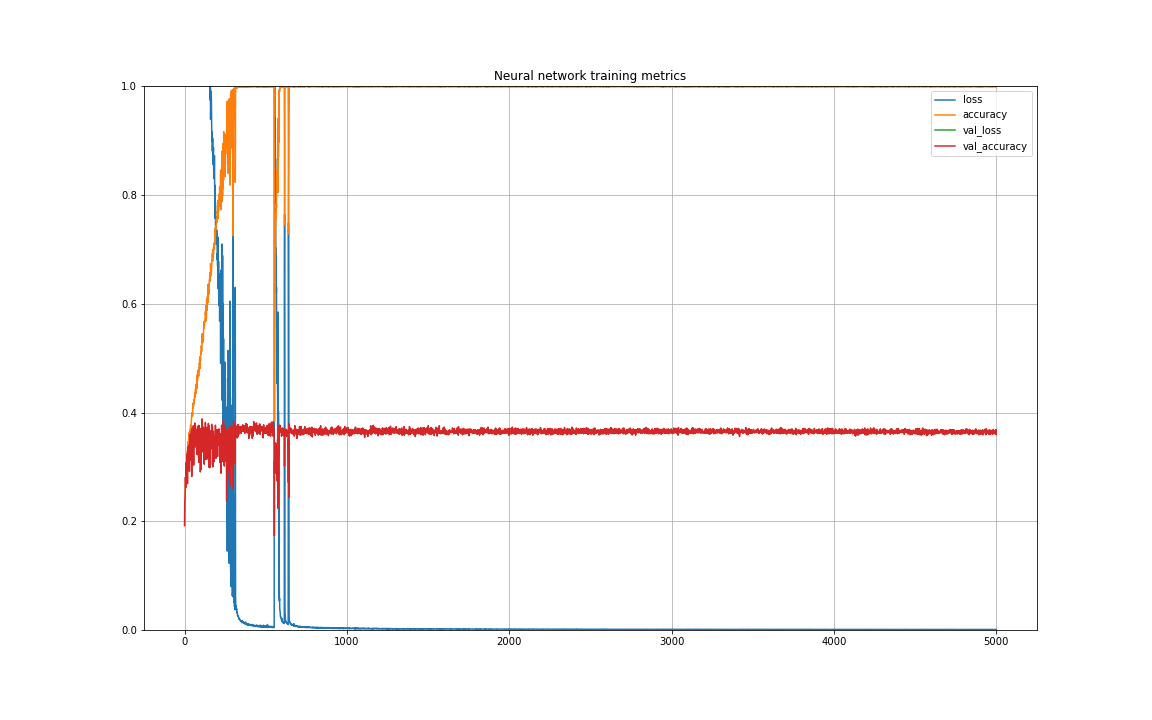 Neural network training metrics
1.0
loss
accuracy
val_loss
val_accuracy
0.8
0.6
0.4
0.2
0.0
0 1000 2000 3000 4000 5000